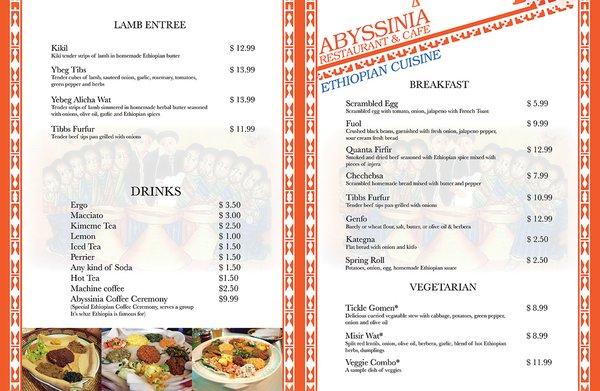 LAMB ENTREE
Kikil $ 12.99
Kiki tender strips of lamb in homemade Ethiopian butter
Ybeg Tibs $ 13.99
Tender cubes of lamb, sauteed onion, garlic, rosemary, tomatoes,
green pepper and herbs
Yebeg Alicha Wat $ 13.99
Tender strips of lamb simmered in homemade herbal butter seasoned
with onions, olive oil, garlic and Ethiopian spices
Tibbs Furfur $ 11.99
Tender beef tips pan grilled with onions
DRINKS
Ergo $ 3.50
Macciato $ 3.00
Kimeme Tea $ 2.50
Lemon $ 1.00
Iced Tea $ 1.50
Perrier $ 1.50
Any kind of Soda $ 1.50
Hot Tea $1.50
Machine coffee $2.50
Abyssinia Coffee Ceremony $9.99
(Special Ethiopian Coffee Ceremony, serves a group
It's what Ethiopia is famous for)
ABYSSINIA
RESTAURANT & CAFE
ETHIOPIAN CUISINE
BREAKFAST
Scrambled Egg $ 5.99
Scrambled egg with tomato, onion, jalapeno with French Toast
Fuol $ 9.99
Crushed black beans, garnished with fresh onion, jalapeno pepper,
sour cream fresh bread
Quanta Firfir $ 12.99
Smoked and dried beef seasoned with Ethiopian spice mixed with
pieces of injera
Chechebsa $ 7.99
Scrambled homemade bread mixed with butter and pepper
Tibbs Furfur $ 10.99
Tender beef tips pan grilled with onions
Genfo $ 12.99
Barely or wheat flour, salt, butter, or olive oil & berbera
Kategna $ 2.50
Flat bread with onion and kitfo
Spring Roll $ 2.50
Potatoes, onion, egg, homemade Ethiopian sauce
VEGETARIAN
Tickle Gomen* $ 8.99
Delicious curried vegatable stew with cabbage, potatoes, green pepper,
onion and olive oil
Misir Wat* $ 8.99
Split red lentils, onion, olive oil, berbera, garlic, blend of hot Ethiopian
herbs, dumplings
Veggie Combo* $ 11.99
A sample dish of veggies